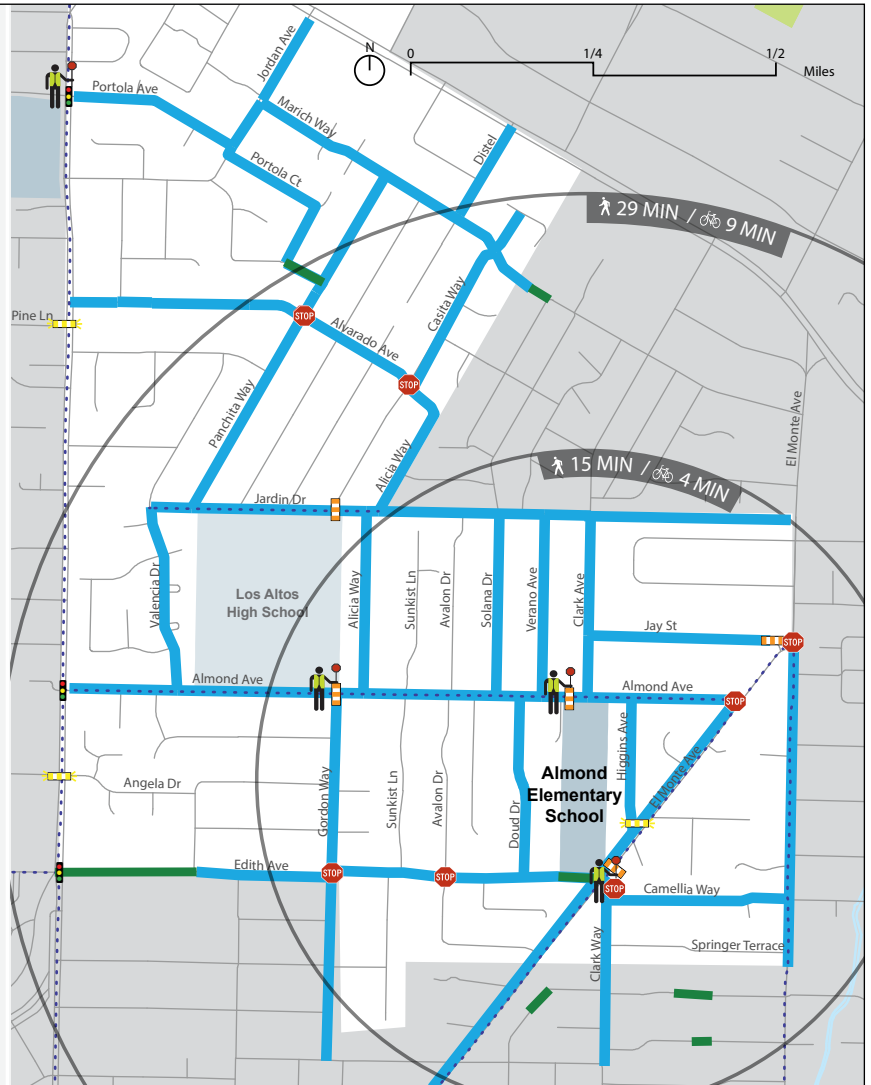 N
0
1/4
1/2
Miles
Jordan Ave
Portola Ave
Marich Way
Distel
Portola Ct
29 MIN / 9 MIN
Casita Way
Pine Ln
STOP
Alvarado Ave
STOP
Panchita Way
El Monte Ave
Alicia Way
15 MIN / 4 MIN
Jardin Dr
Valencia Dr
Los Altos
High School
Alicia Way
Sunkist Ln
Avalon Dr
Solana Dr
Verano Ave
Clark Ave
Jay St
STOP
Almond Ave
Almond Ave
STOP
Higgins Ave
El Monte Ave
Angela Dr
Gordon Way
Sunkist Ln
Avalon Dr
Doud Dr
Almond
Elementary
School
Edith Ave
STOP
STOP
STOP
Camellia Way
Clark Way
Springer Terrace